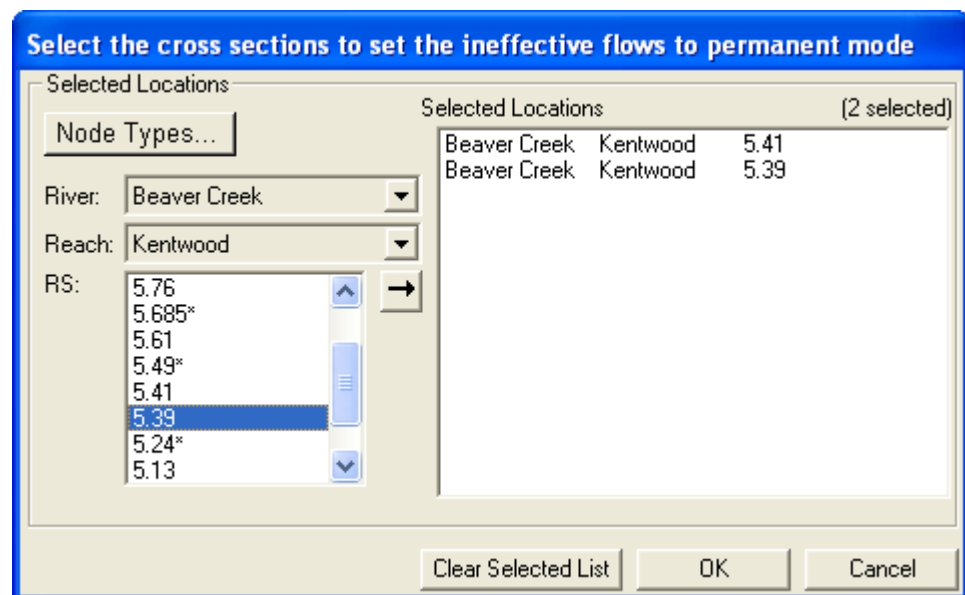 Select the cross sections to set the ineffective flows to permanent mode
Selected Locations
Node Types...
River: Beaver Creek
Reach: Kentwood
RS:
5.76
5.685*
5.61
5.49*
5.41
5.39
5.24*
5.13
Selected Locations (2 selected)
Beaver Creek Kentwood 5.41
Beaver Creek Kentwood 5.39
Clear Selected List OK Cancel